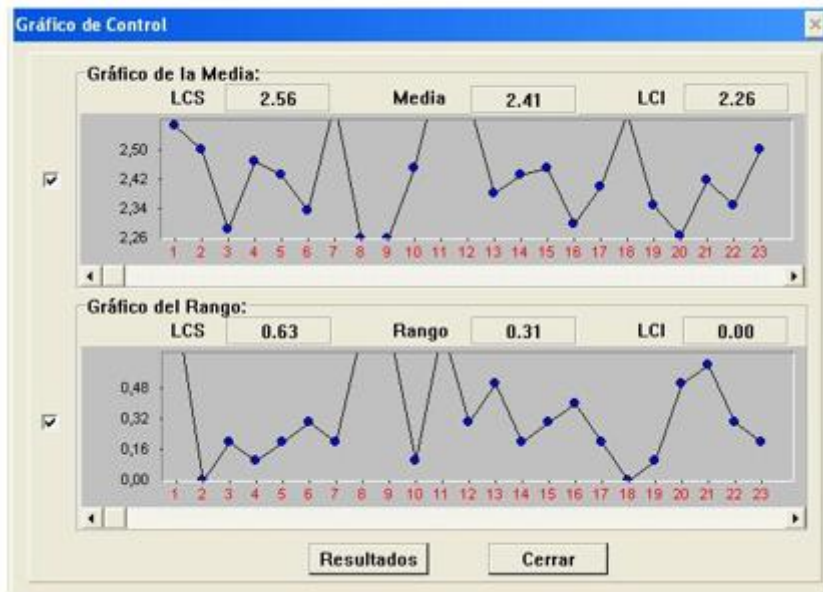 Gráfico de Control
Gráfico de la Media:
LCS 2.56 Media 2.41 LCI 2.26
2,50
2,42
2,34
2,26
1 2 3 4 5 6 7 8 9 10 11 12 13 14 15 16 17 18 19 20 21 22 23
Gráfico del Rango:
LCS 0.63 Rango 0.31 LCI 0.00
0,48
0,32
0,16
0,00
1 2 3 4 5 6 7 8 9 10 11 12 13 14 15 16 17 18 19 20 21 22 23
Resultados Cerrar